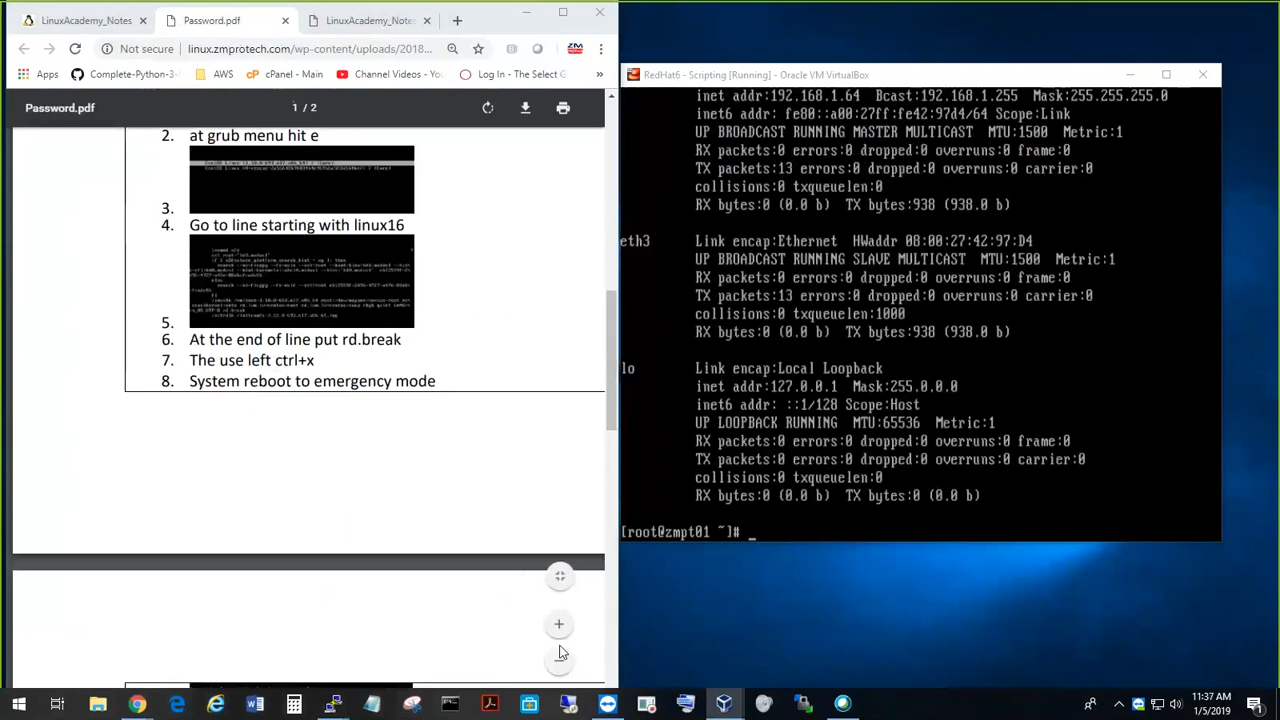 LinuxAcademy_Notes
Password.pdf
LinuxAcademy_Notes
Not secure
linux.zmprotech.com/wp-content/uploads/2018...
Apps
Complete-Python-3-
AWS
cPanel - Main
Channel Videos - You
Log In - The Select G
»
Password.pdf
1 / 2
2. at grub menu hit e
3.
4. Go to line starting with linux16
5.
6. At the end of line put rd.break
7. The use left ctrl+x
8. System reboot to emergency mode
RedHat6 - Scripting [Running] - Oracle VM VirtualBox
inet addr:192.168.1.64 Bcast:192.168.1.255 Mask:255.255.255.0
inet6 addr: fe80::a00:27ff:fe42:97d4/64 Scope:Link
UP BROADCAST RUNNING MASTER MULTICAST MTU:1500 Metric:1
RX packets:0 errors:0 dropped:0 overruns:0 frame:0
TX packets:13 errors:0 dropped:0 overruns:0 carrier:0
collisions:0 txqueuelen:0
RX bytes:0 (0.0 b) TX bytes:938 (938.0 b)
eth3 Link encap:Ethernet HWaddr 08:00:27:42:97:D4
UP BROADCAST RUNNING SLAVE MULTICAST MTU:1500 Metric:1
RX packets:0 errors:0 dropped:0 overruns:0 frame:0
TX packets:13 errors:0 dropped:0 overruns:0 carrier:0
collisions:0 txqueuelen:1000
RX bytes:0 (0.0 b) TX bytes:938 (938.0 b)
lo Link encap:Local Loopback
inet addr:127.0.0.1 Mask:255.0.0.0
inet6 addr: ::1/128 Scope:Host
UP LOOPBACK RUNNING MTU:65536 Metric:1
RX packets:0 errors:0 dropped:0 overruns:0 frame:0
TX packets:0 errors:0 dropped:0 overruns:0 carrier:0
collisions:0 txqueuelen:0
RX bytes:0 (0.0 b) TX bytes:0 (0.0 b)
[root@zmpt01 ~]# _
11:37 AM
1/5/2019